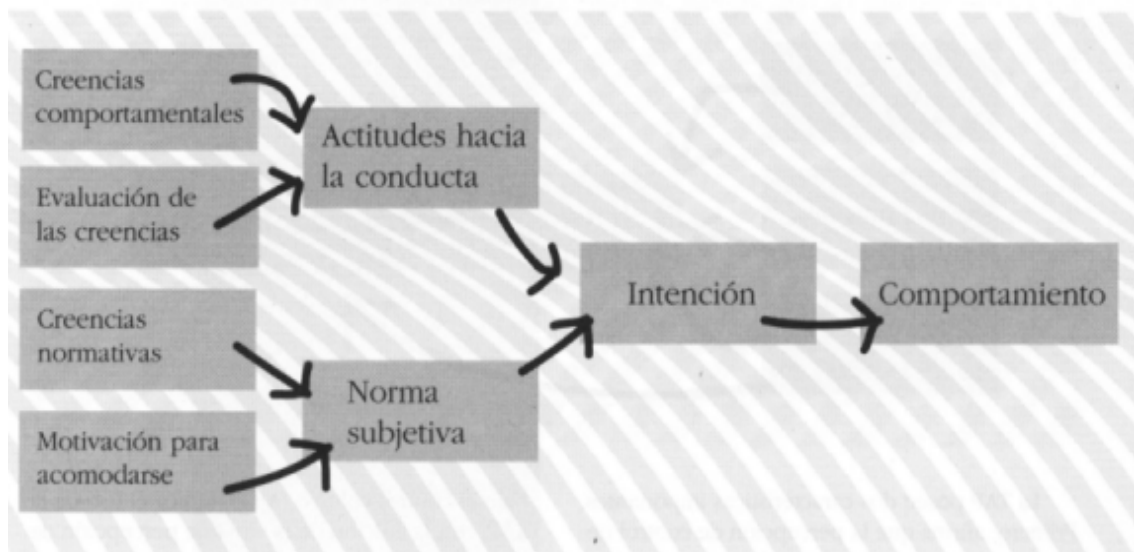 Creencias
comportamentales
Evaluación de
las creencias
Creencias
normativas
Motivación para
acomodarse
Actitudes hacia
la conducta
Norma
subjetiva
Intención
Comportamiento